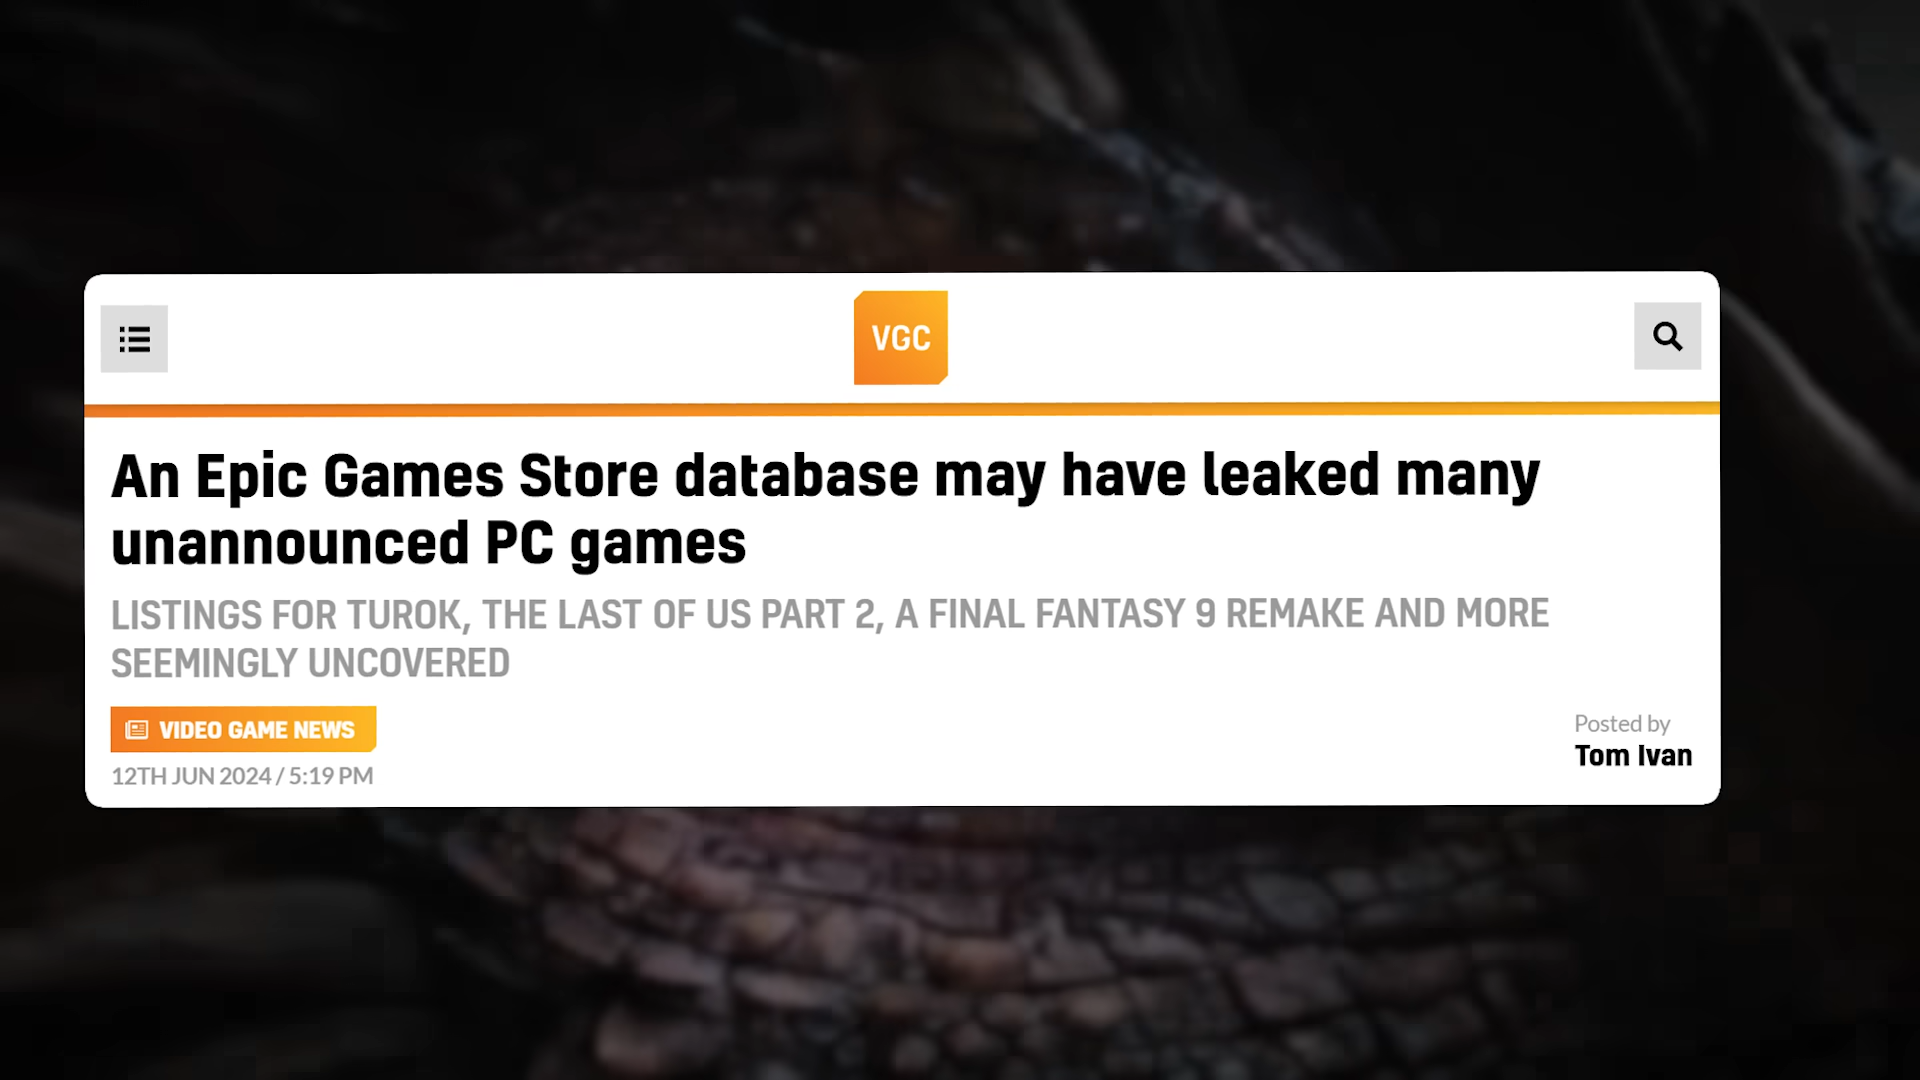 VGC
An Epic Games Store database may have leaked many
unannounced PC games
LISTINGS FOR TUROK, THE LAST OF US PART 2, A FINAL FANTASY 9 REMAKE AND MORE
SEEMINGLY UNCOVERED
VIDEO GAME NEWS
12TH JUN 2024 / 5:19 PM
Posted by
Tom Ivan